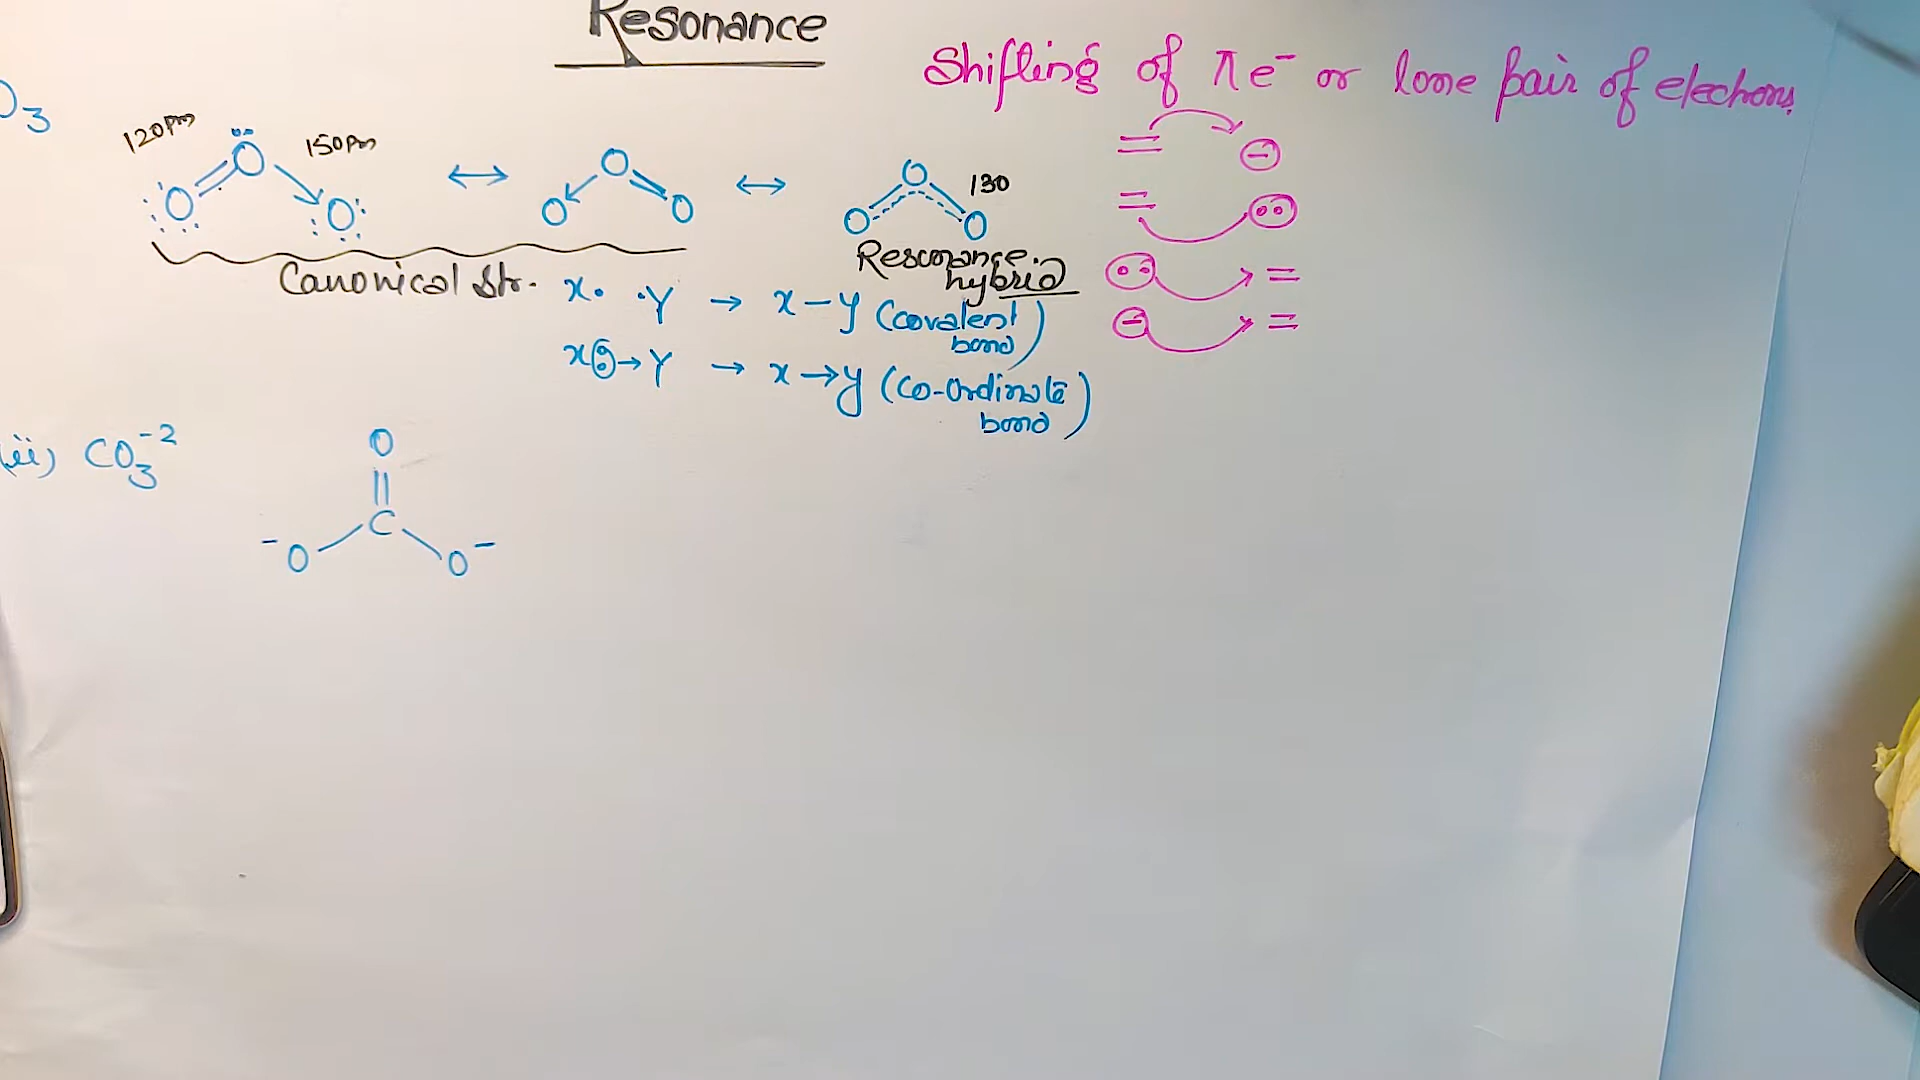 Resonance
Shifting of π e⁻ or lone pair of electrons
O3
120pm
150pm
O O O ↔ O O O ↔ O O O
130
Canonical Str.
Resonance hybrid
x· ·Y → x–y (covalent bond)
x:→Y → x→y (Co-ordinate bond)
(ii) CO3⁻²
O
||
C
⁻O O⁻